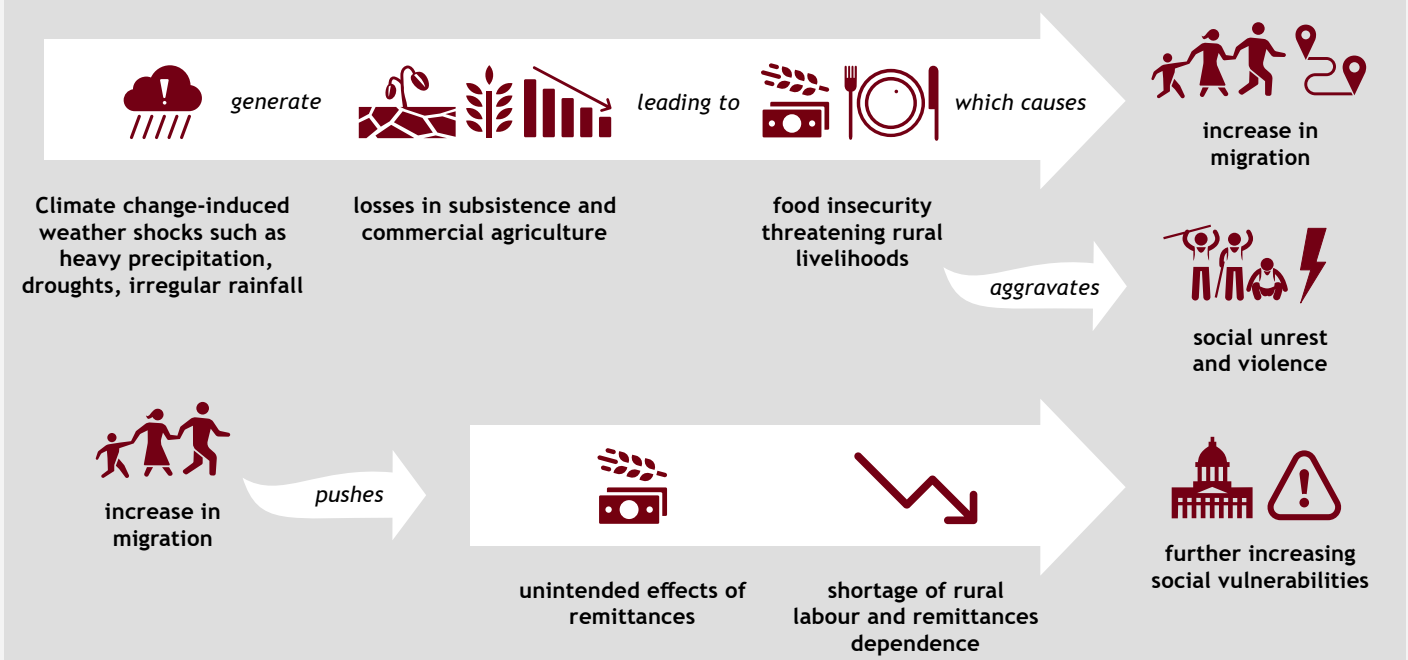 generate
leading to
which causes
increase in
migration
Climate change-induced
weather shocks such as
heavy precipitation,
droughts, irregular rainfall
losses in subsistence and
commercial agriculture
food insecurity
threatening rural
livelihoods
aggravates
social unrest
and violence
increase in
migration
pushes
unintended effects of
remittances
shortage of rural
labour and remittances
dependence
further increasing
social vulnerabilities